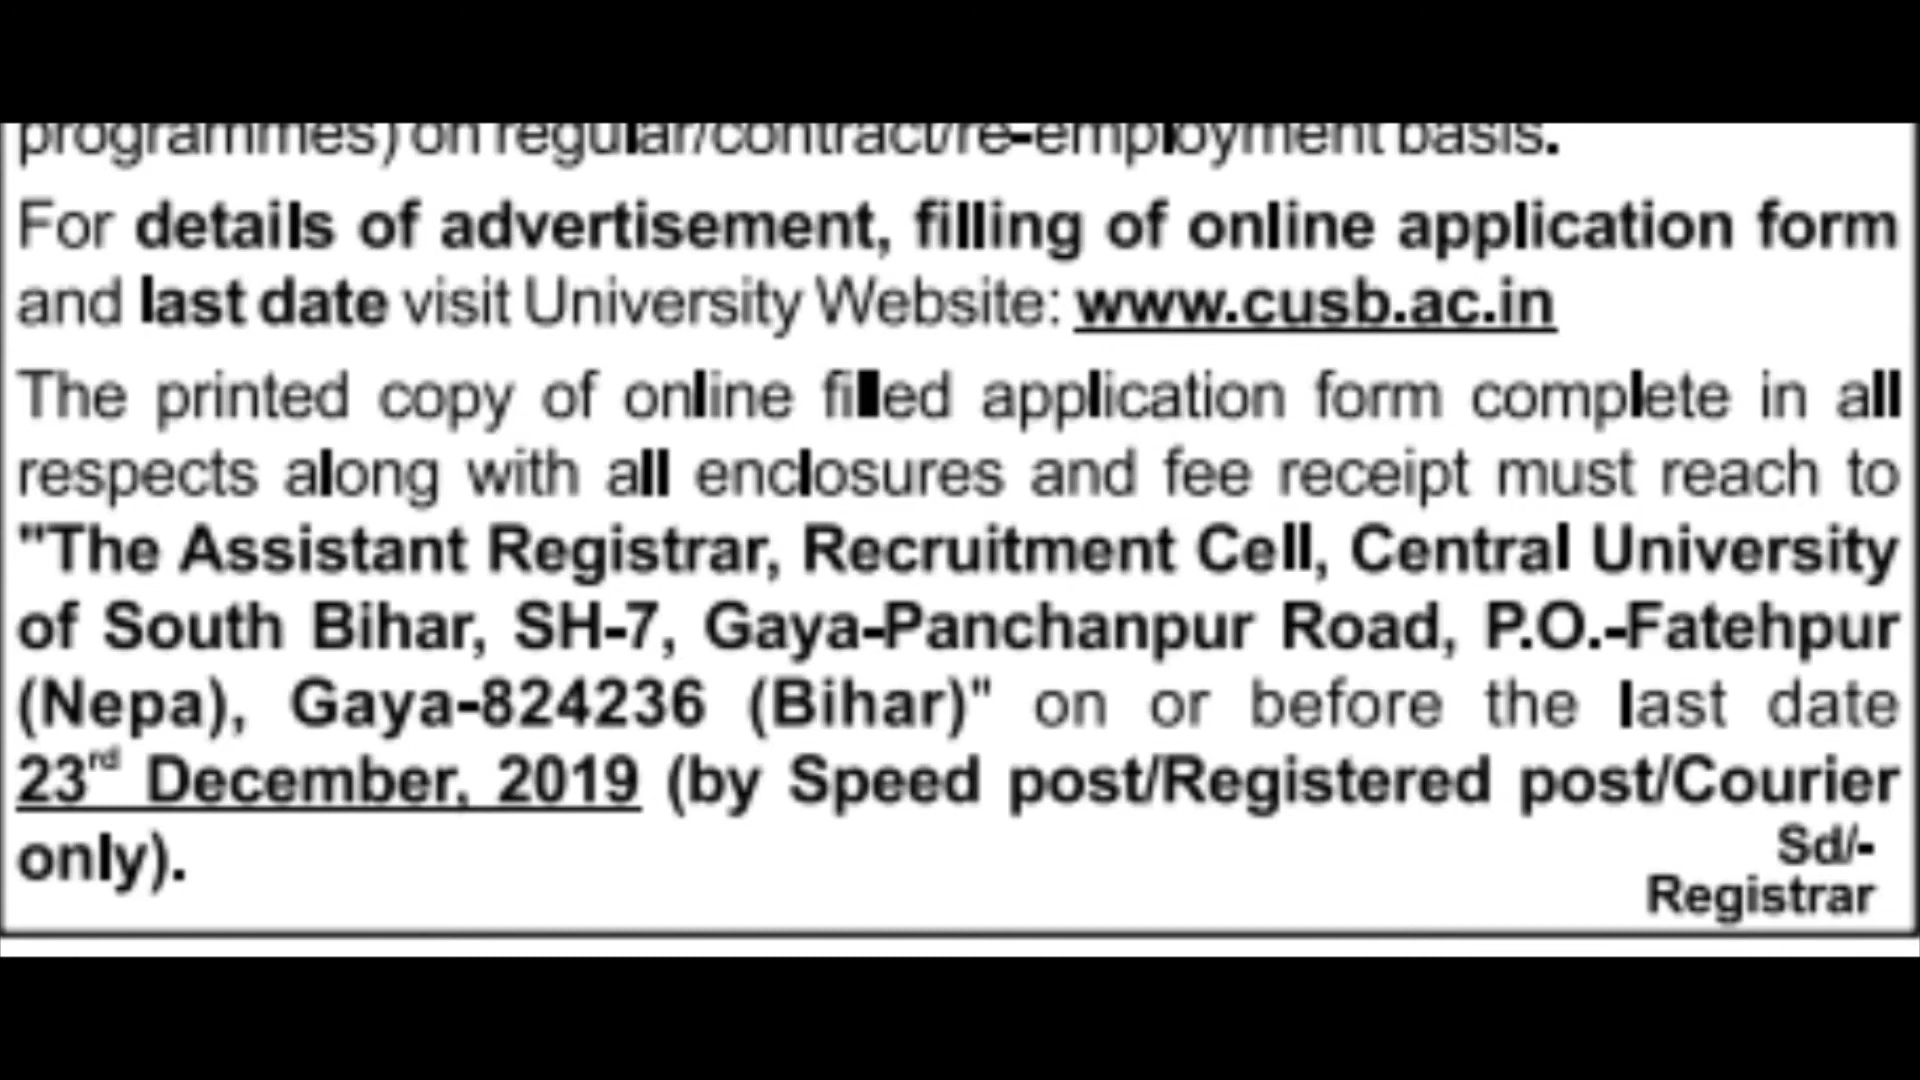 programmes) on regular/contract/re-employment basis.
For details of advertisement, filling of online application form
and last date visit University Website: www.cusb.ac.in
The printed copy of online filled application form complete in all
respects along with all enclosures and fee receipt must reach to
"The Assistant Registrar, Recruitment Cell, Central University
of South Bihar, SH-7, Gaya-Panchanpur Road, P.O.-Fatehpur
(Nepa), Gaya-824236 (Bihar)" on or before the last date
23rd December, 2019 (by Speed post/Registered post/Courier
only).
Sd/-
Registrar